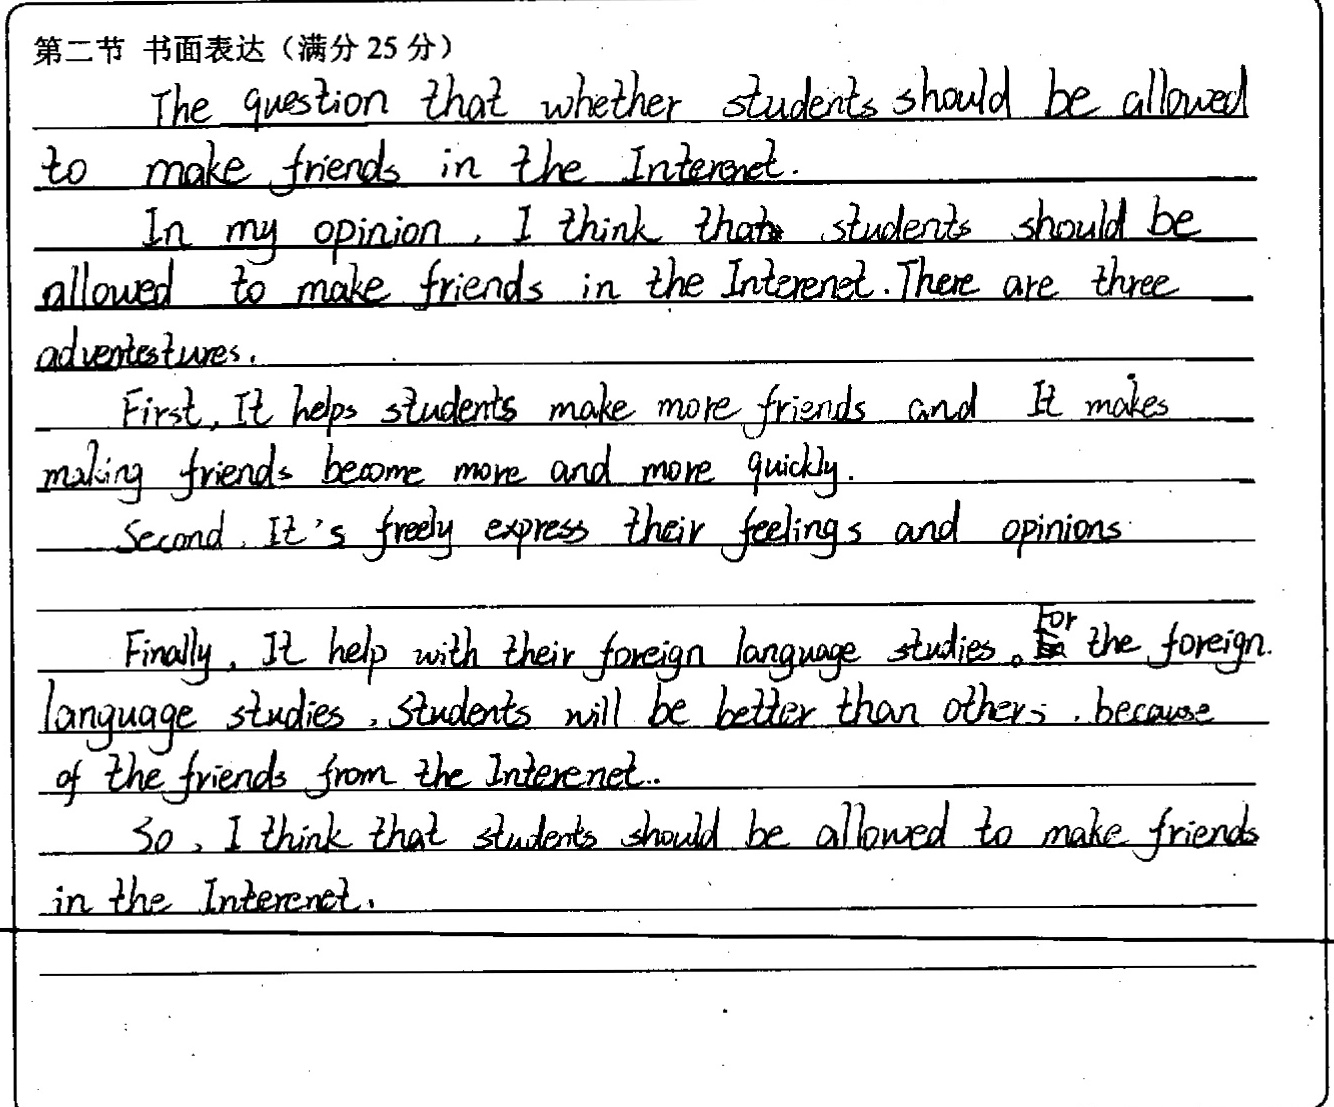 第二节 书面表达（满分 25 分）
The question that whether students should be allowed
to make friends in the Interenet.
In my opinion, I think that students should be
allowed to make friends in the Interenet. There are three
adventestures.
First, It helps students make more friends and It makes
making friends become more and more quickly.
Second, It's freely express their feelings and opinions
Finally, It help with their foreign language studies. For the foreign
language studies, students will be better than others, because
of the friends from the Interenet.
So, I think that students should be allowed to make friends
in the Interenet.